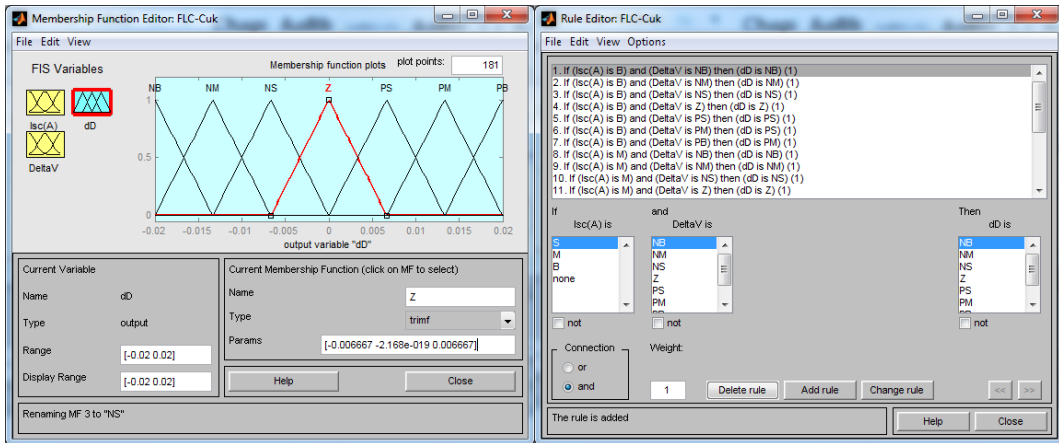 Membership Function Editor: FLC-Cuk
File Edit View
FIS Variables
Isc(A)
dD
DeltaV
Membership function plots
plot points:
181
NB NM NS Z PS PM PB
1
0.5
0
-0.02 -0.015 -0.01 -0.005 0 0.005 0.01 0.015 0.02
output variable "dD"
Current Variable
Name dD
Type output
Range [-0.02 0.02]
Display Range [-0.02 0.02]
Current Membership Function (click on MF to select)
Name Z
Type trimf
Params [-0.006667 -2.168e-019 0.006667]
Help Close
Renaming MF 3 to "NS"
Rule Editor: FLC-Cuk
File Edit View Options
1. If (Isc(A) is B) and (DeltaV is NB) then (dD is NB) (1)
2. If (Isc(A) is B) and (DeltaV is NM) then (dD is NM) (1)
3. If (Isc(A) is B) and (DeltaV is NS) then (dD is NS) (1)
4. If (Isc(A) is B) and (DeltaV is Z) then (dD is Z) (1)
5. If (Isc(A) is B) and (DeltaV is PS) then (dD is PS) (1)
6. If (Isc(A) is B) and (DeltaV is PM) then (dD is PS) (1)
7. If (Isc(A) is B) and (DeltaV is PB) then (dD is PM) (1)
8. If (Isc(A) is M) and (DeltaV is NB) then (dD is NB) (1)
9. If (Isc(A) is M) and (DeltaV is NM) then (dD is NM) (1)
10. If (Isc(A) is M) and (DeltaV is NS) then (dD is NS) (1)
11. If (Isc(A) is M) and (DeltaV is Z) then (dD is Z) (1)
If
Isc(A) is
S
M
B
none
not
and
DeltaV is
NB
NM
NS
Z
PS
PM
not
Then
dD is
NB
NM
NS
Z
PS
PM
not
Connection
or
and
Weight:
1
Delete rule Add rule Change rule << >>
The rule is added
Help Close